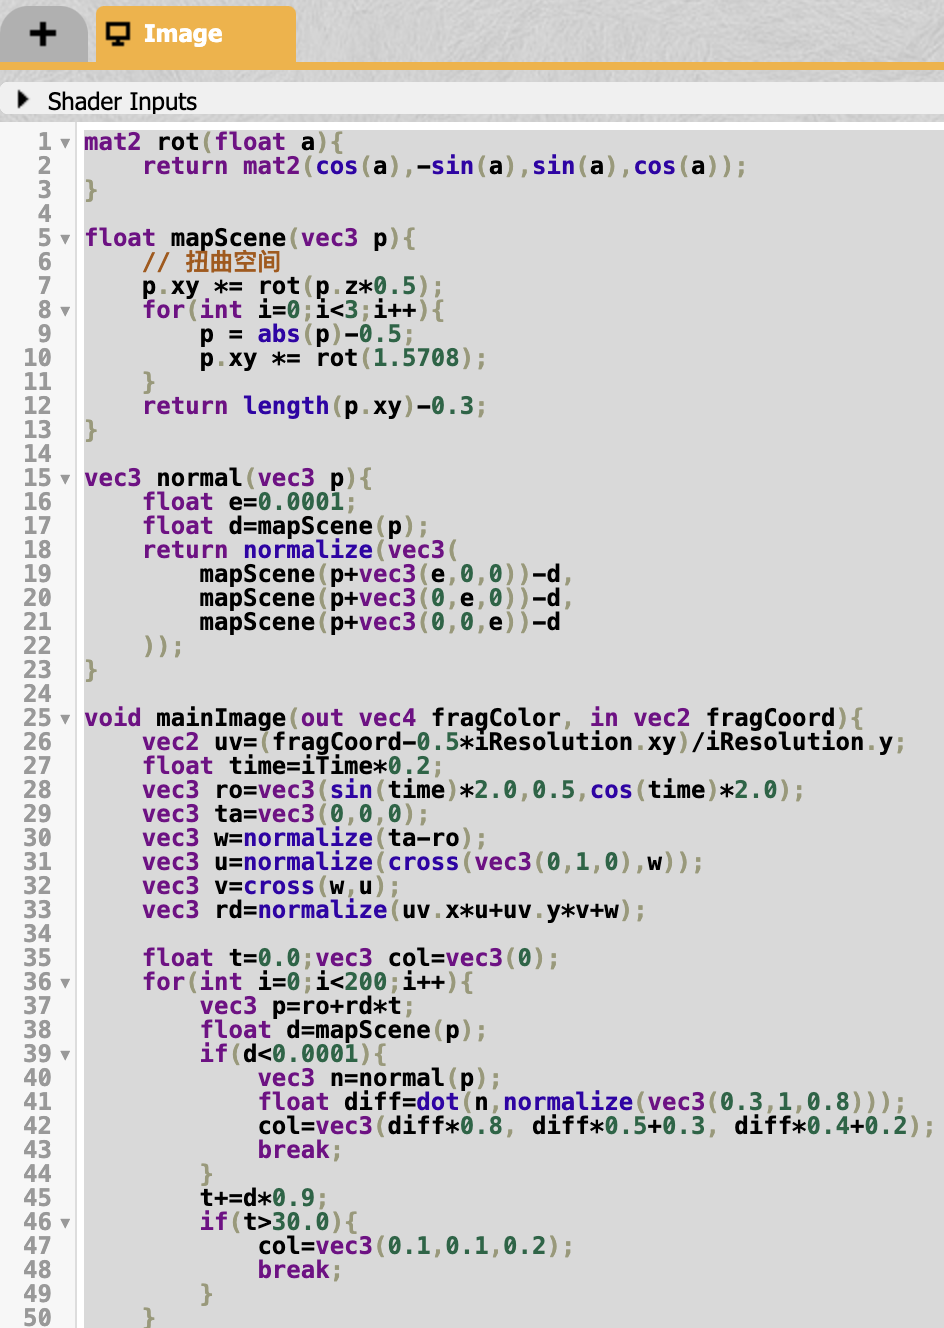 + Image
Shader Inputs
1 mat2 rot(float a){
2     return mat2(cos(a),-sin(a),sin(a),cos(a));
3 }
4
5 float mapScene(vec3 p){
6     // 扭曲空间
7     p.xy *= rot(p.z*0.5);
8     for(int i=0;i<3;i++){
9         p = abs(p)-0.5;
10         p.xy *= rot(1.5708);
11     }
12     return length(p.xy)-0.3;
13 }
14
15 vec3 normal(vec3 p){
16     float e=0.0001;
17     float d=mapScene(p);
18     return normalize(vec3(
19         mapScene(p+vec3(e,0,0))-d,
20         mapScene(p+vec3(0,e,0))-d,
21         mapScene(p+vec3(0,0,e))-d
22     ));
23 }
24
25 void mainImage(out vec4 fragColor, in vec2 fragCoord){
26     vec2 uv=(fragCoord-0.5*iResolution.xy)/iResolution.y;
27     float time=iTime*0.2;
28     vec3 ro=vec3(sin(time)*2.0,0.5,cos(time)*2.0);
29     vec3 ta=vec3(0,0,0);
30     vec3 w=normalize(ta-ro);
31     vec3 u=normalize(cross(vec3(0,1,0),w));
32     vec3 v=cross(w,u);
33     vec3 rd=normalize(uv.x*u+uv.y*v+w);
34
35     float t=0.0;vec3 col=vec3(0);
36     for(int i=0;i<200;i++){
37         vec3 p=ro+rd*t;
38         float d=mapScene(p);
39         if(d<0.0001){
40             vec3 n=normal(p);
41             float diff=dot(n,normalize(vec3(0.3,1,0.8)));
42             col=vec3(diff*0.8, diff*0.5+0.3, diff*0.4+0.2);
43             break;
44         }
45         t+=d*0.9;
46         if(t>30.0){
47             col=vec3(0.1,0.1,0.2);
48             break;
49         }
50     }